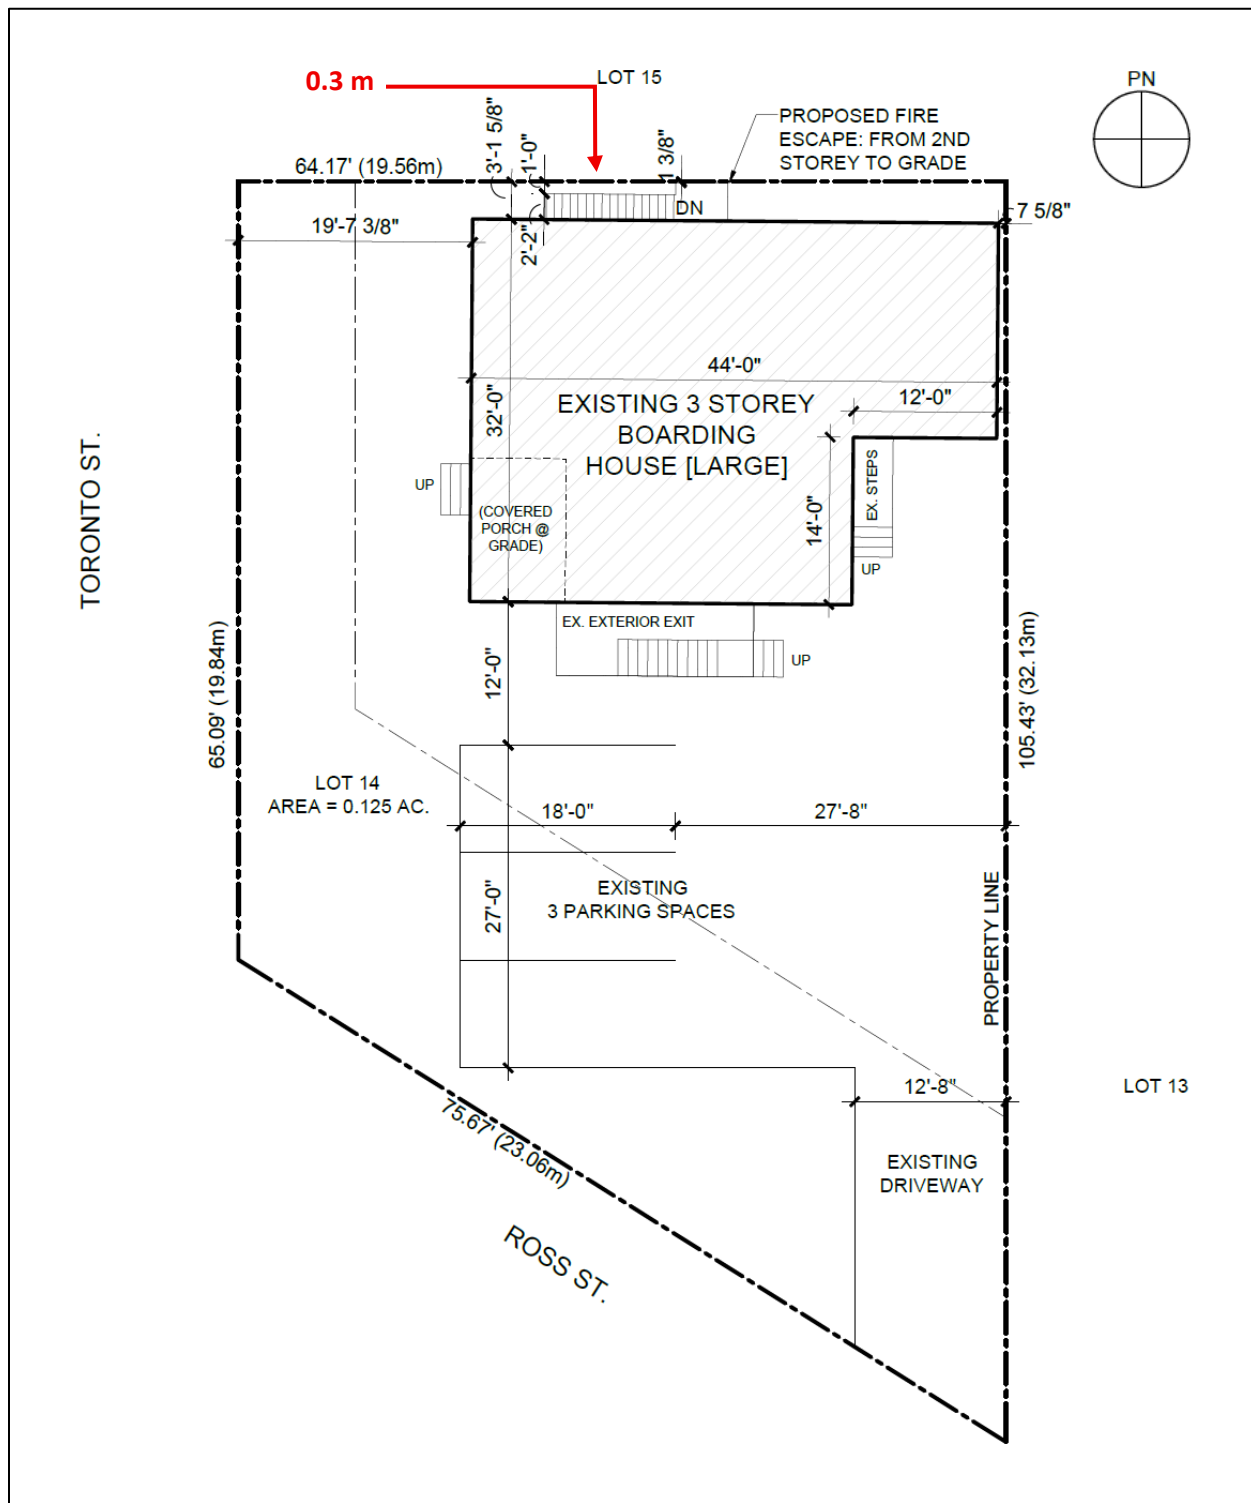 0.3 m
LOT 15
PN
3'-1 5/8"
1'-0"
1 3/8"
PROPOSED FIRE
ESCAPE: FROM 2ND
STOREY TO GRADE
64.17' (19.56m)
DN
7 5/8"
19'-7 3/8"
2'-2"
44'-0"
12'-0"
32'-0"
EXISTING 3 STOREY
BOARDING
HOUSE [LARGE]
TORONTO ST.
UP
(COVERED
PORCH @
GRADE)
14'-0"
EX. STEPS
UP
EX. EXTERIOR EXIT
UP
12'-0"
65.09' (19.84m)
105.43' (32.13m)
LOT 14
AREA = 0.125 AC.
18'-0"
27'-8"
27'-0"
EXISTING
3 PARKING SPACES
PROPERTY LINE
12'-8"
LOT 13
75.67' (23.06m)
EXISTING
DRIVEWAY
ROSS ST.